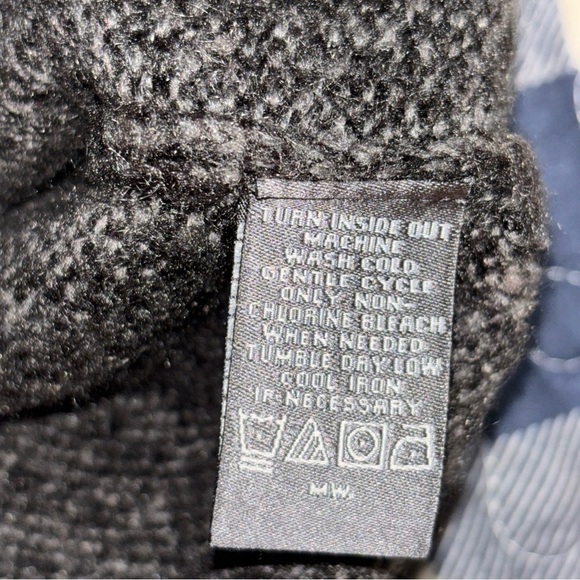 TURN INSIDE OUT
MACHINE
WASH COLD
GENTLE CYCLE
ONLY. NON-
CHLORINE BLEACH
WHEN NEEDED.
TUMBLE DRY LOW
COOL IRON
IF NECESSARY
M.W.